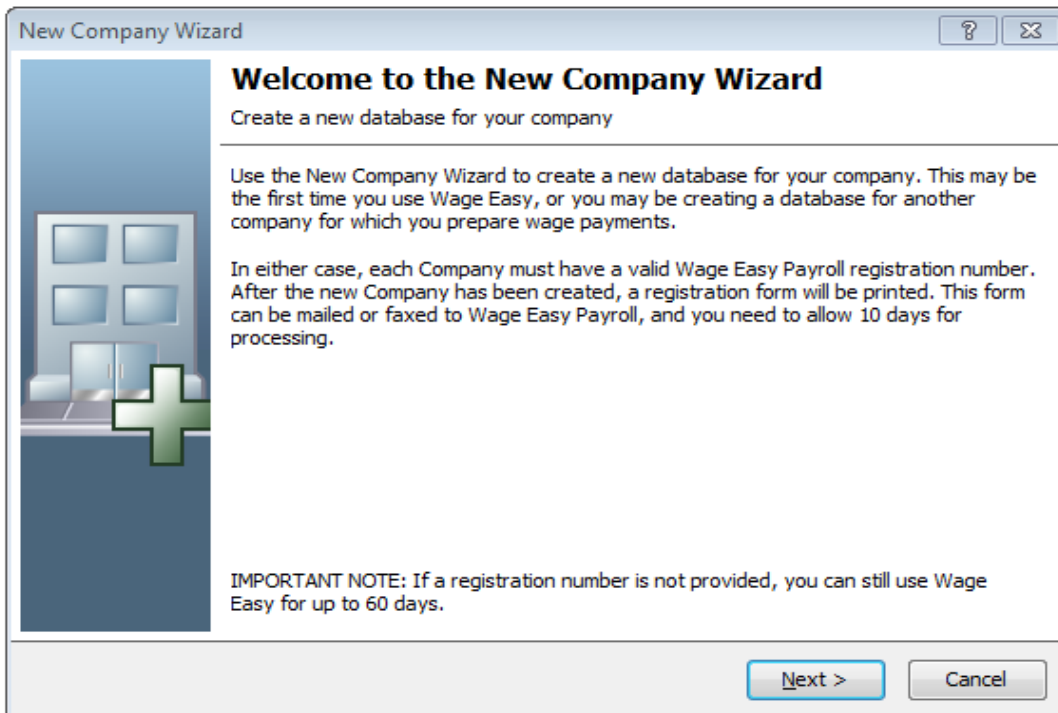 New Company Wizard
Welcome to the New Company Wizard
Create a new database for your company
Use the New Company Wizard to create a new database for your company. This may be
the first time you use Wage Easy, or you may be creating a database for another
company for which you prepare wage payments.
In either case, each Company must have a valid Wage Easy Payroll registration number.
After the new Company has been created, a registration form will be printed. This form
can be mailed or faxed to Wage Easy Payroll, and you need to allow 10 days for
processing.
IMPORTANT NOTE: If a registration number is not provided, you can still use Wage
Easy for up to 60 days.
Next >
Cancel